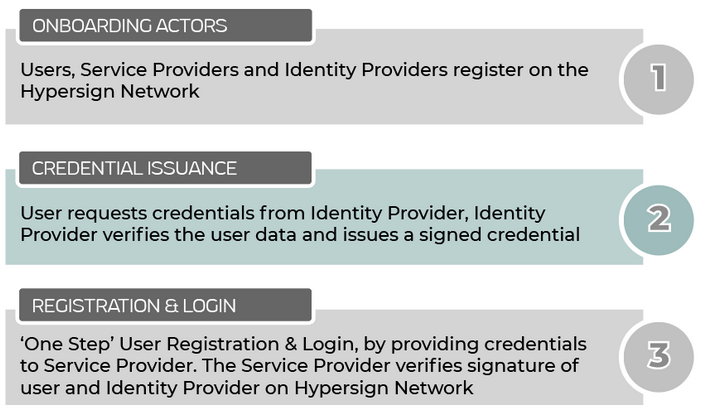 ONBOARDING ACTORS
Users, Service Providers and Identity Providers register on the
Hypersign Network
1
CREDENTIAL ISSUANCE
User requests credentials from Identity Provider, Identity
Provider verifies the user data and issues a signed credential
2
REGISTRATION & LOGIN
‘One Step’ User Registration & Login, by providing credentials
to Service Provider. The Service Provider verifies signature of
user and Identity Provider on Hypersign Network
3